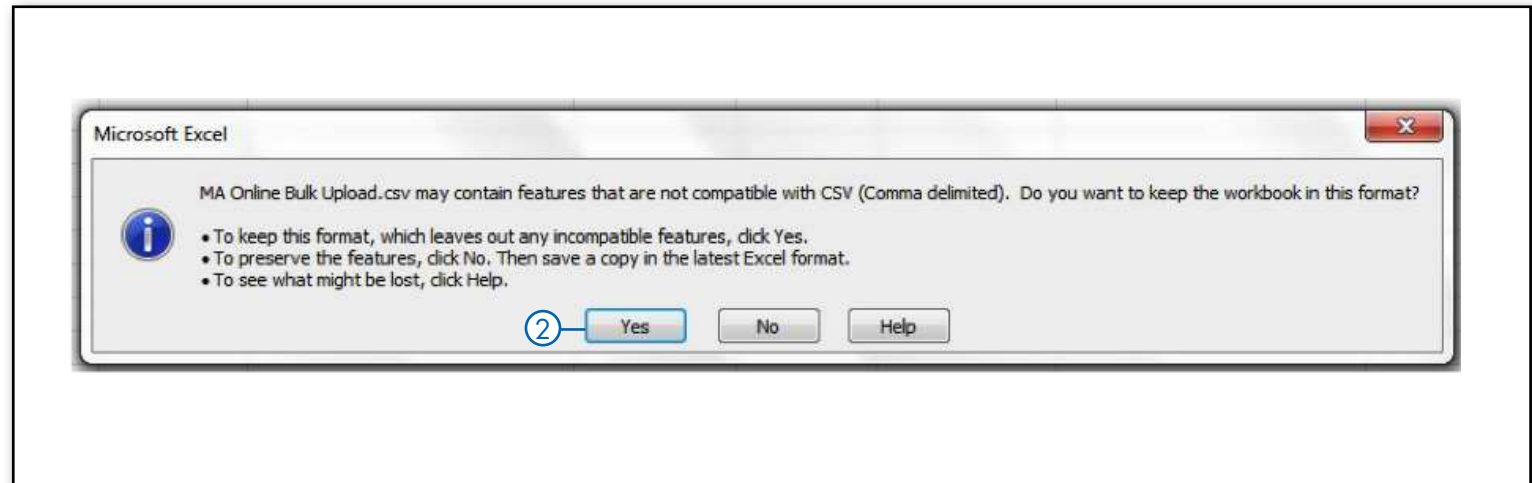 Microsoft Excel
MA Online Bulk Upload.csv may contain features that are not compatible with CSV (Comma delimited). Do you want to keep the workbook in this format?
• To keep this format, which leaves out any incompatible features, click Yes.
• To preserve the features, click No. Then save a copy in the latest Excel format.
• To see what might be lost, click Help.
2 Yes No Help